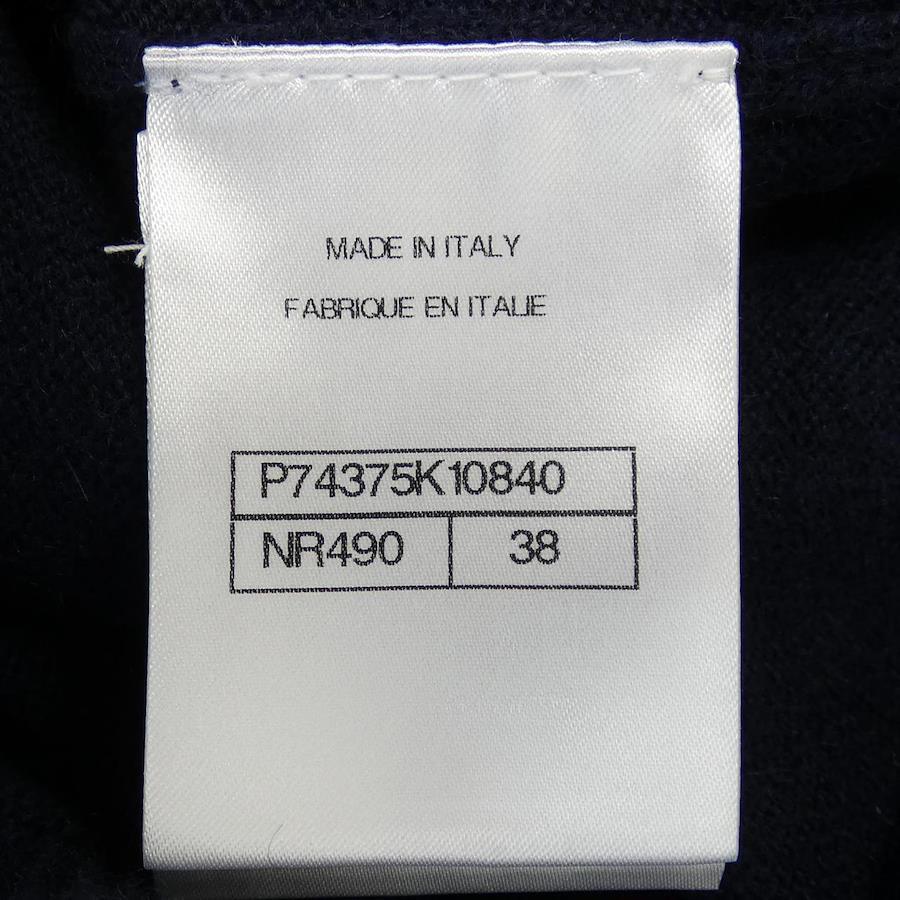 MADE IN ITALY
FABRIQUE EN ITALIE
P74375K10840
NR490 38